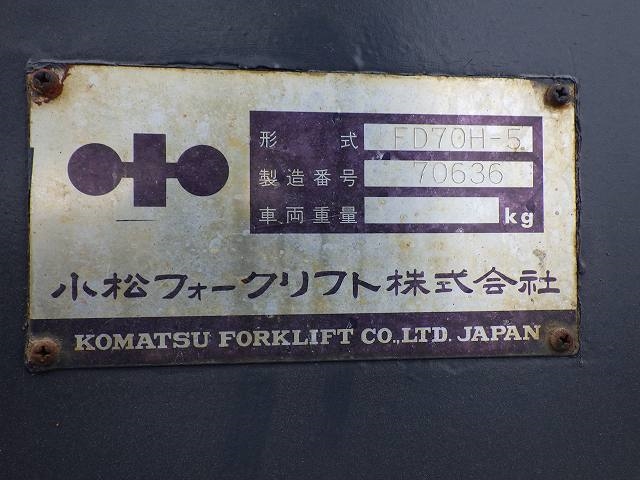 形式 FD70H-5
製造番号 70636
車両重量 kg
小松フォークリフト株式会社
KOMATSU FORKLIFT CO.,LTD. JAPAN